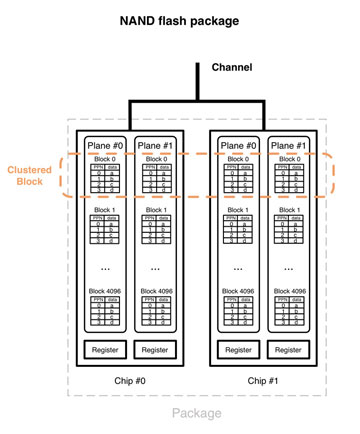 NAND flash package
Channel
Plane #0 Plane #1 Plane #0 Plane #1
Block 0 Block 0 Block 0 Block 0
PPN data PPN data PPN data PPN data
0 a 0 a 0 a 0 a
1 b 1 b 1 b 1 b
2 c 2 c 2 c 2 c
3 d 3 d 3 d 3 d
Clustered
Block
Block 1 Block 1 Block 1 Block 1
PPN data PPN data PPN data PPN data
0 a 0 a 0 a 0 a
1 b 1 b 1 b 1 b
2 c 2 c 2 c 2 c
3 d 3 d 3 d 3 d
... ... ... ...
Block 4096 Block 4096 Block 4096 Block 4096
PPN data PPN data PPN data PPN data
0 a 0 a 0 a 0 a
1 b 1 b 1 b 1 b
2 c 2 c 2 c 2 c
3 d 3 d 3 d 3 d
Register Register Register Register
Chip #0 Chip #1
Package